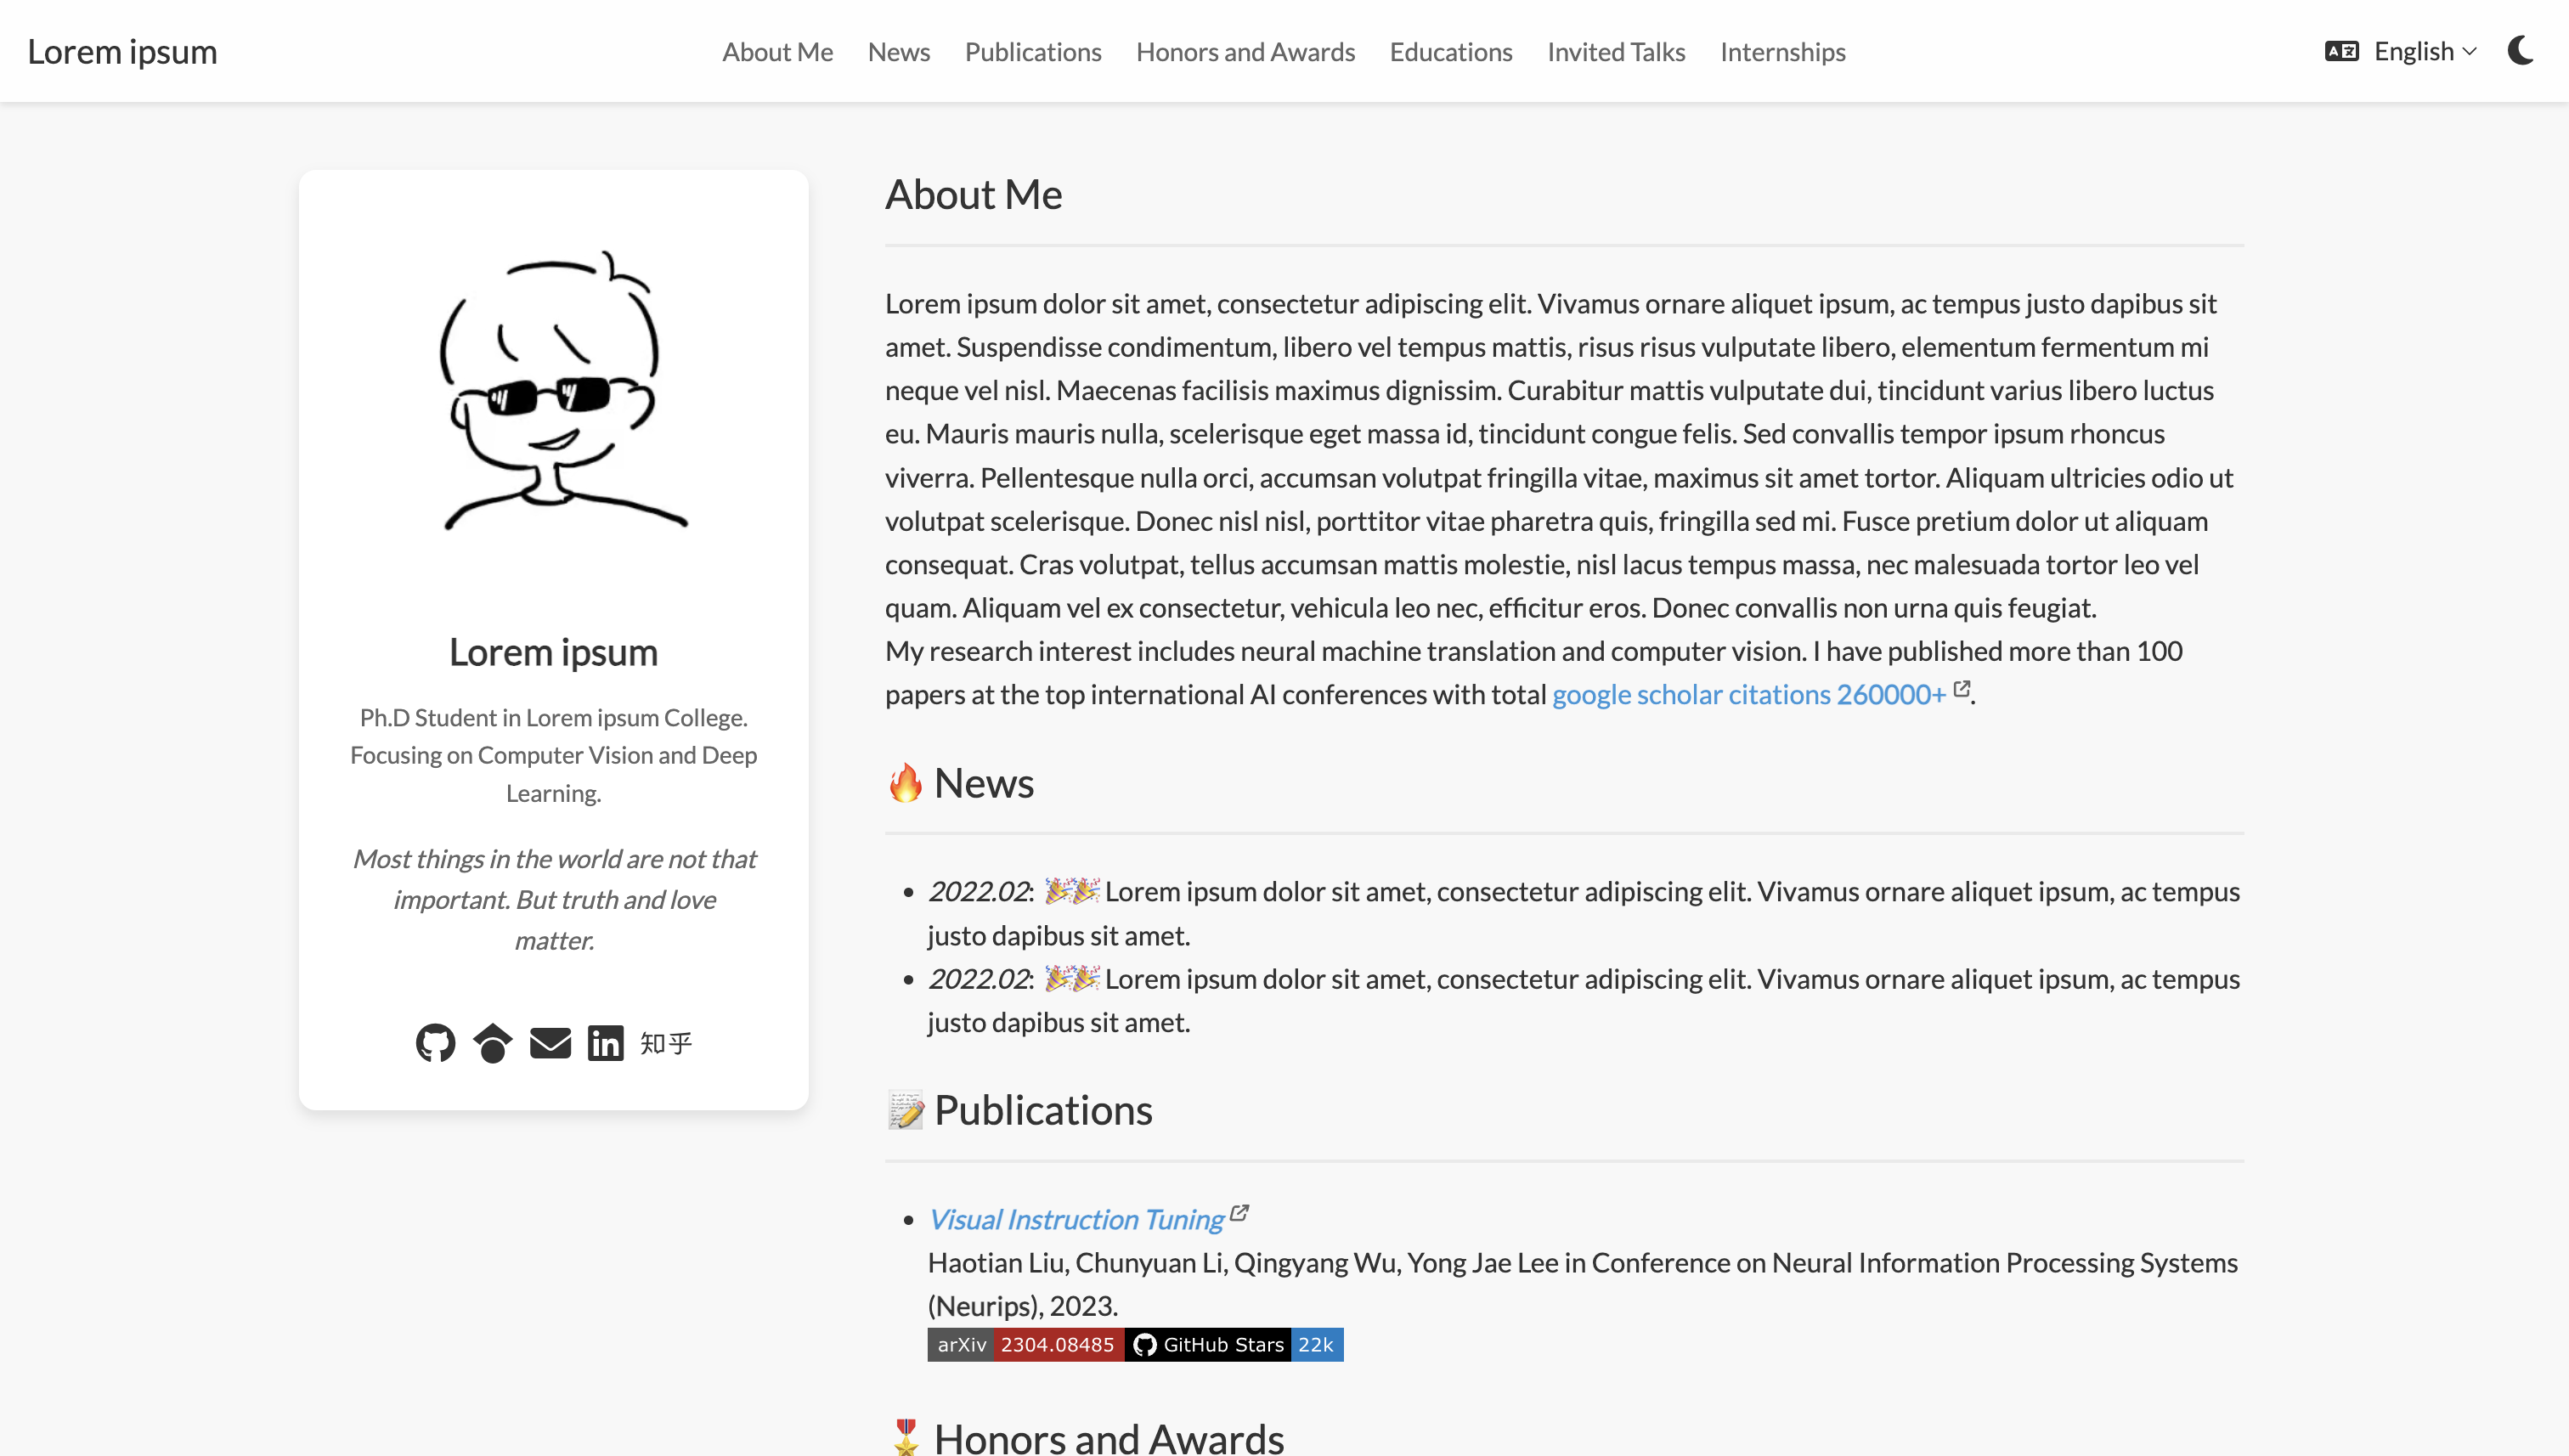 Lorem ipsum
About Me News Publications Honors and Awards Educations Invited Talks Internships
English
Lorem ipsum
Ph.D Student in Lorem ipsum College.
Focusing on Computer Vision and Deep
Learning.
Most things in the world are not that
important. But truth and love
matter.
知乎
About Me
Lorem ipsum dolor sit amet, consectetur adipiscing elit. Vivamus ornare aliquet ipsum, ac tempus justo dapibus sit
amet. Suspendisse condimentum, libero vel tempus mattis, risus risus vulputate libero, elementum fermentum mi
neque vel nisl. Maecenas facilisis maximus dignissim. Curabitur mattis vulputate dui, tincidunt varius libero luctus
eu. Mauris mauris nulla, scelerisque eget massa id, tincidunt congue felis. Sed convallis tempor ipsum rhoncus
viverra. Pellentesque nulla orci, accumsan volutpat fringilla vitae, maximus sit amet tortor. Aliquam ultricies odio ut
volutpat scelerisque. Donec nisl nisl, porttitor vitae pharetra quis, fringilla sed mi. Fusce pretium dolor ut aliquam
consequat. Cras volutpat, tellus accumsan mattis molestie, nisl lacus tempus massa, nec malesuada tortor leo vel
quam. Aliquam vel ex consectetur, vehicula leo nec, efficitur eros. Donec convallis non urna quis feugiat.
My research interest includes neural machine translation and computer vision. I have published more than 100
papers at the top international AI conferences with total google scholar citations 260000+.
🔥 News
• 2022.02: 🎉🎉 Lorem ipsum dolor sit amet, consectetur adipiscing elit. Vivamus ornare aliquet ipsum, ac tempus
justo dapibus sit amet.
• 2022.02: 🎉🎉 Lorem ipsum dolor sit amet, consectetur adipiscing elit. Vivamus ornare aliquet ipsum, ac tempus
justo dapibus sit amet.
📝 Publications
• Visual Instruction Tuning
Haotian Liu, Chunyuan Li, Qingyang Wu, Yong Jae Lee in Conference on Neural Information Processing Systems
(Neurips), 2023.
arXiv 2304.08485 GitHub Stars 22k
🎖 Honors and Awards